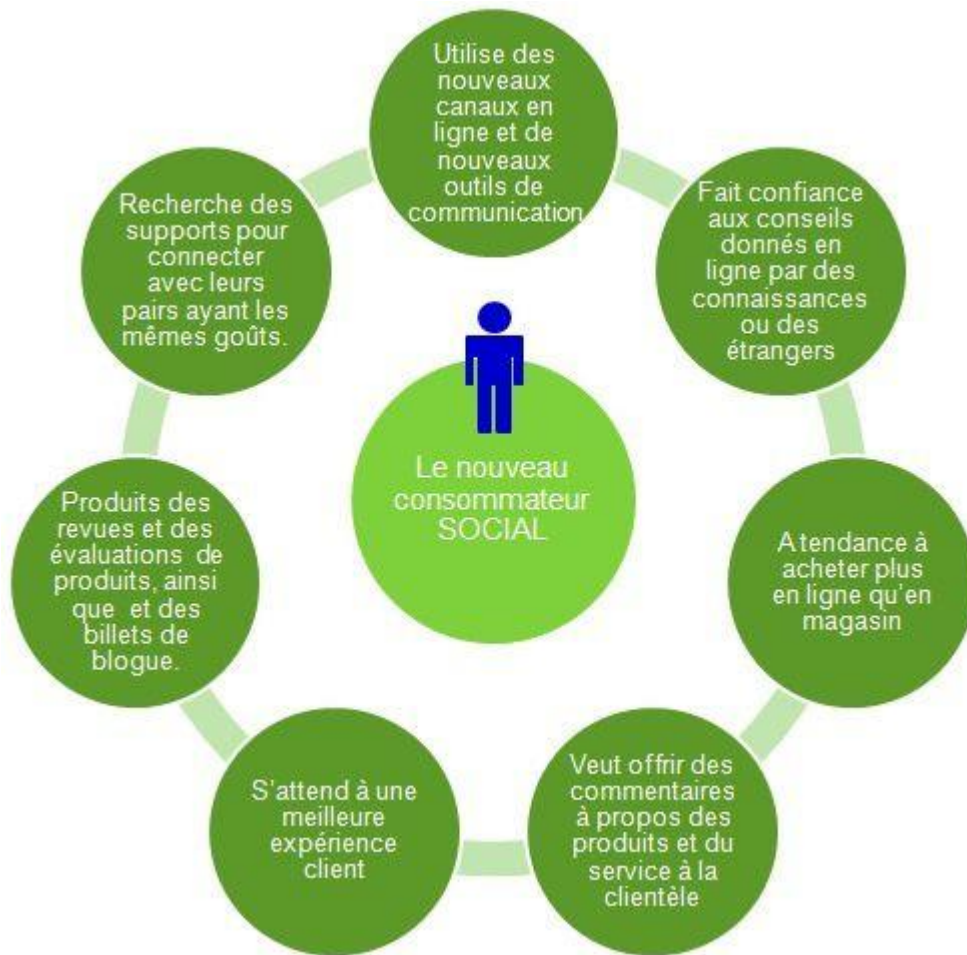 Utilise des
nouveaux
canaux en
ligne et de
nouveaux
outils de
communication
Fait confiance
aux conseils
donnés en
ligne par des
connaissances
ou des
étrangers
A tendance à
acheter plus
en ligne qu'en
magasin
Veut offrir des
commentaires
à propos des
produits et du
service à la
clientèle
S'attend à une
meilleure
expérience
client
Produits des
revues et des
évaluations de
produits, ainsi
que et des
billets de
blogue.
Recherche des
supports pour
connecter
avec leurs
pairs ayant les
mêmes goûts.
Le nouveau
consommateur
SOCIAL